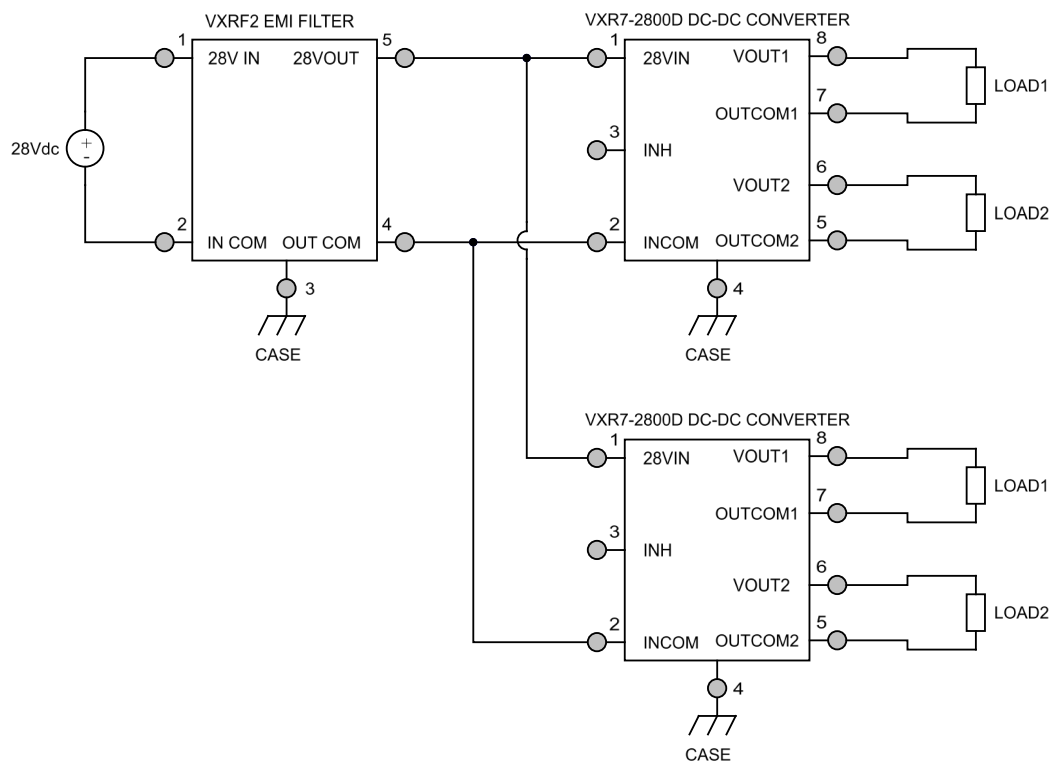 VXRF2 EMI FILTER
VXR7-2800D DC-DC CONVERTER
1
28V IN
28VOUT
5
1
28VIN
VOUT1
8
LOAD1
OUTCOM1
7
28Vdc
+
-
3
INH
VOUT2
6
LOAD2
2
IN COM
OUT COM
4
2
INCOM
OUTCOM2
5
3
CASE
4
CASE
VXR7-2800D DC-DC CONVERTER
1
28VIN
VOUT1
8
LOAD1
OUTCOM1
7
3
INH
VOUT2
6
LOAD2
2
INCOM
OUTCOM2
5
4
CASE